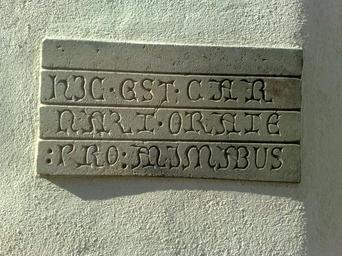 HIC · EST · CAR
NARI · ORATE
: PRO : ANIMABUS